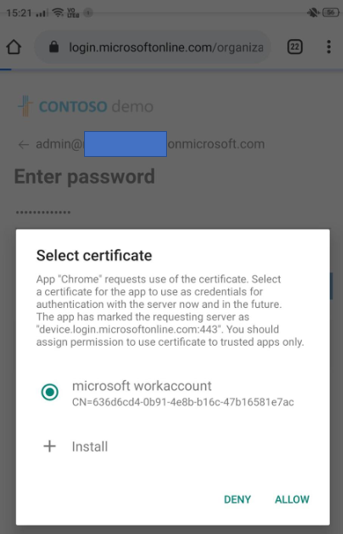 15:21
56
login.microsoftonline.com/organiza
22
CONTOSO demo
← admin@ onmicrosoft.com
Enter password
•••••••••••••
Select certificate
App "Chrome" requests use of the certificate. Select
a certificate for the app to use as credentials for
authentication with the server now and in the future.
The app has marked the requesting server as
"device.login.microsoftonline.com:443". You should
assign permission to use certificate to trusted apps only.
microsoft workaccount
CN=636d6cd4-0b91-4e8b-b16c-47b16581e7ac
+ Install
DENY ALLOW